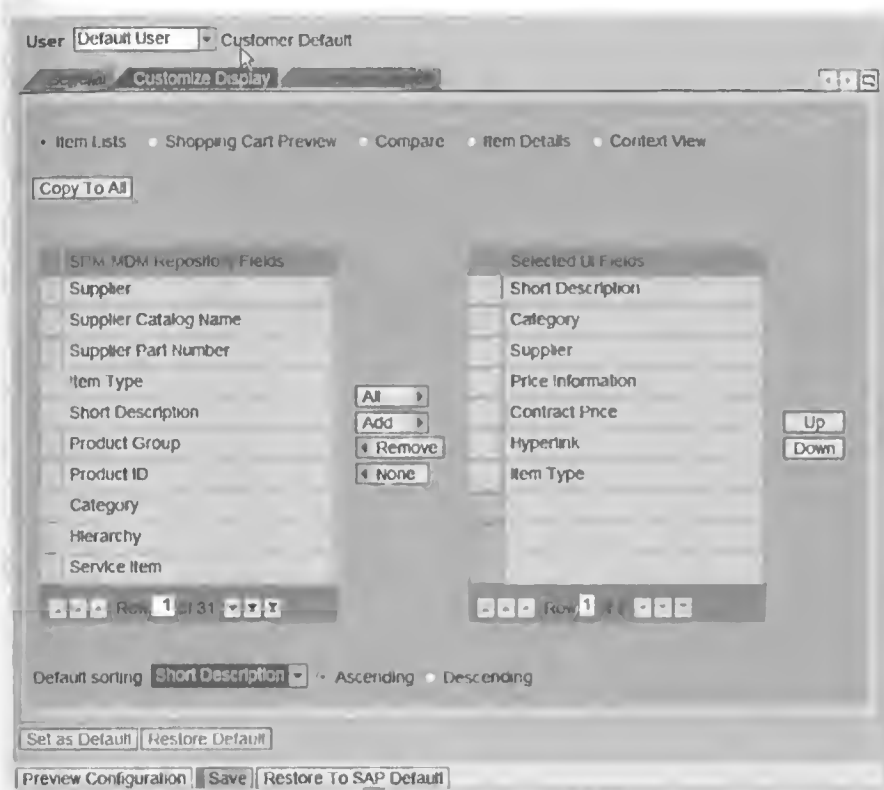 User Default User Customer Default
Customize Display
Item Lists Shopping Cart Preview Compare Item Details Context View
Copy To All
SRM-MDM Repository Fields
Supplier
Supplier Catalog Name
Supplier Part Number
Item Type
Short Description
Product Group
Product ID
Category
Hierarchy
Service Item
Row 1 of 31
All
Add
Remove
None
Selected UI Fields
Short Description
Category
Supplier
Price Information
Contract Price
Hyperlink
Item Type
Row 1
Up
Down
Default sorting Short Description Ascending Descending
Set as Default Restore Default
Preview Configuration Save Restore To SAP Default